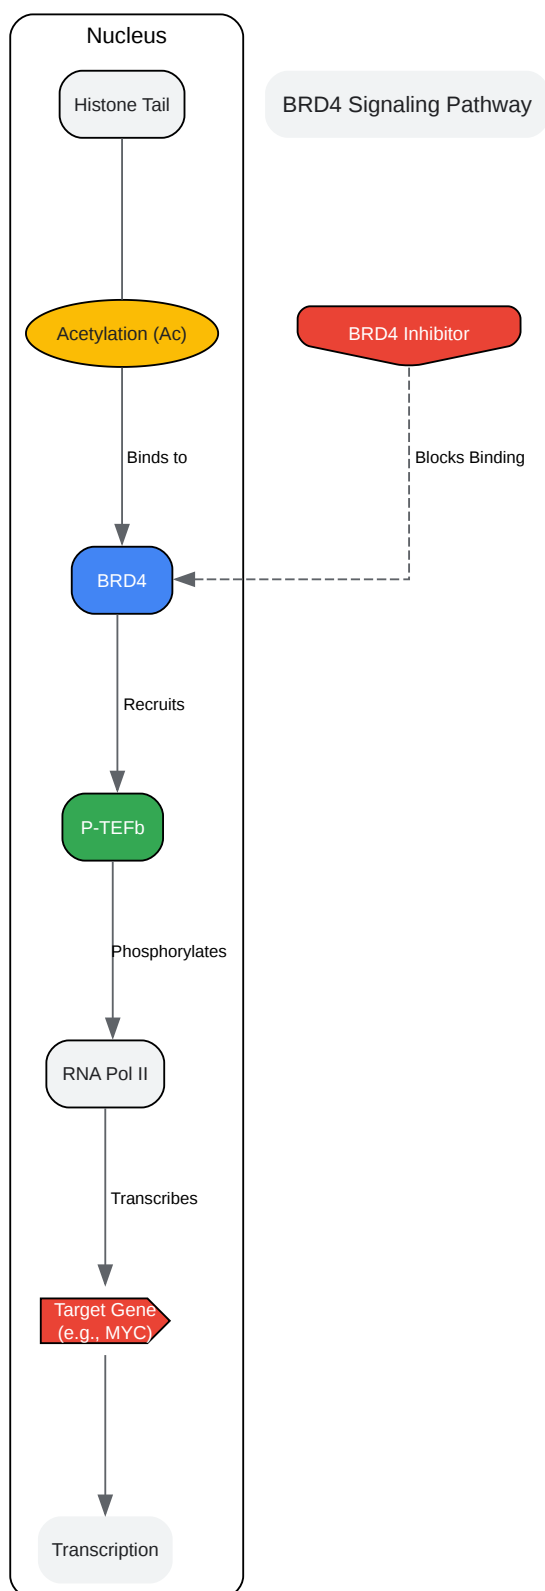 Nucleus
Histone Tail
BRD4 Signaling Pathway
Acetylation (Ac)
BRD4 Inhibitor
Binds to
Blocks Binding
BRD4
Recruits
P-TEFb
Phosphorylates
RNA Pol II
Transcribes
Target Gene
(e.g., MYC)
Transcription